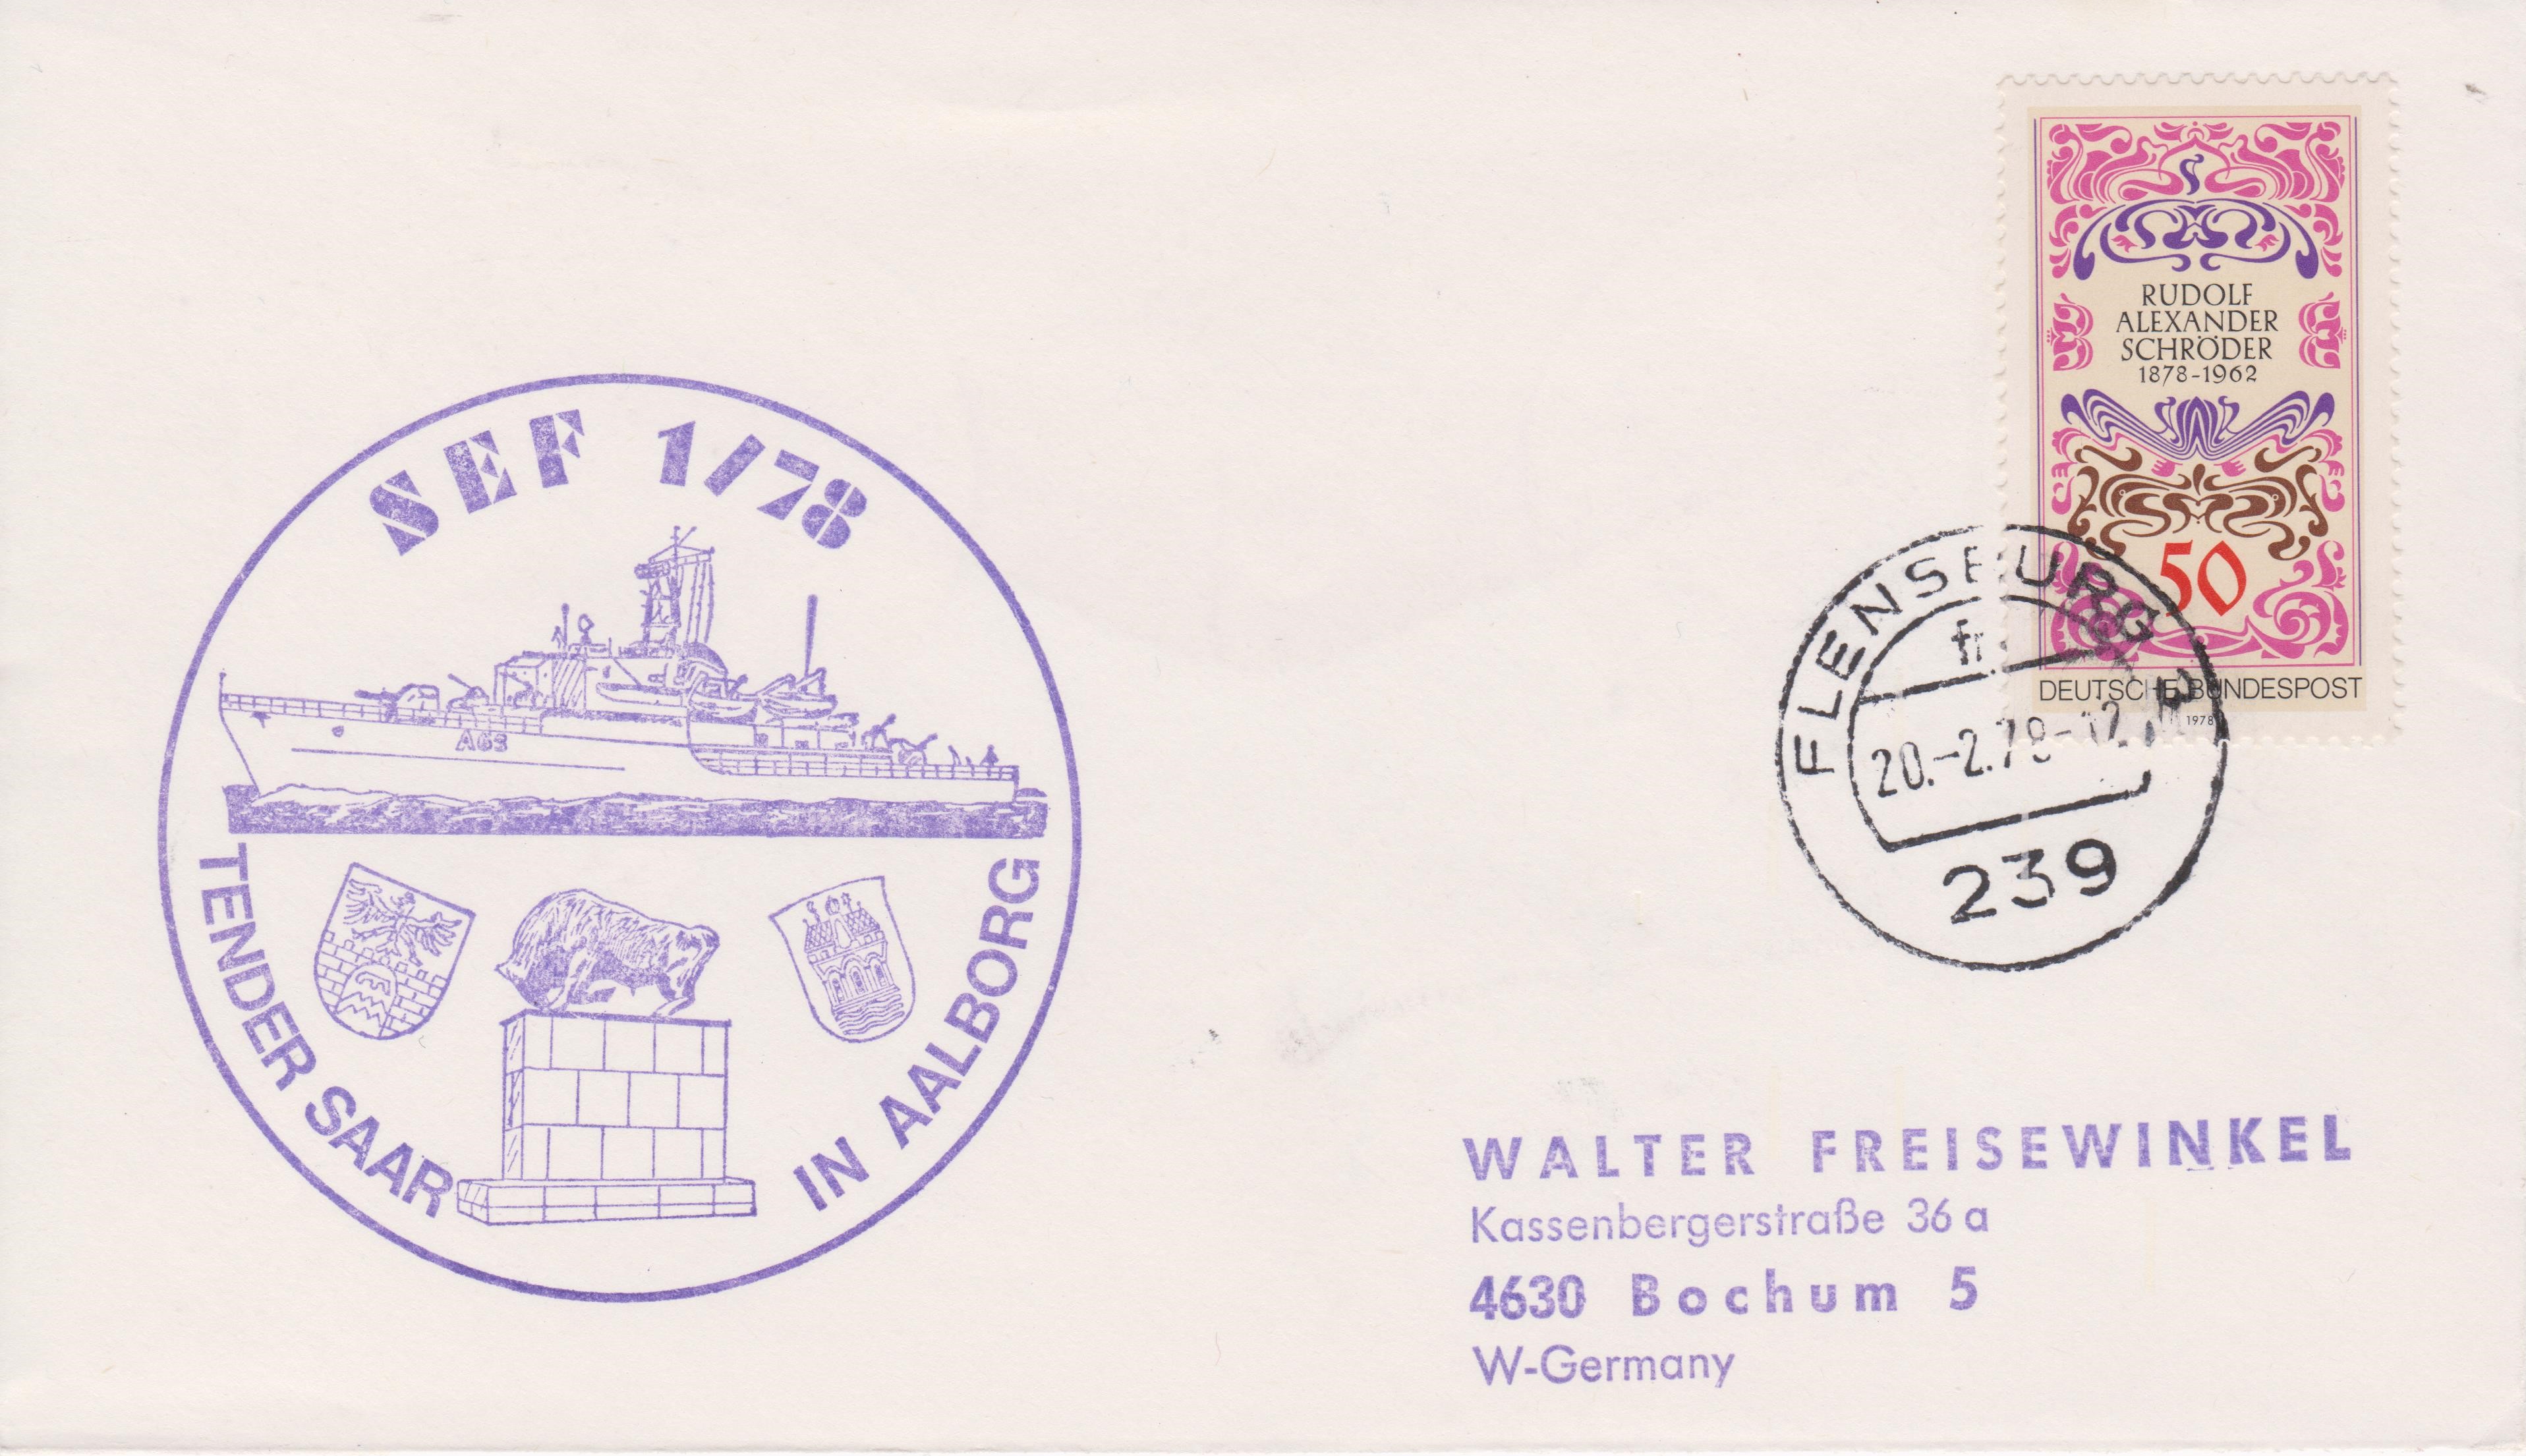 SEF 1/78
A63
TENDER SAAR IN AALBORG
RUDOLF
ALEXANDER
SCHRÖDER
1878-1962
50
DEUTSCHE BUNDESPOST
1978
FLENSBURG
20.-2.78-12
239
WALTER FREISEWINKEL
Kassenbergerstraße 36 a
4630 Bochum 5
W-Germany